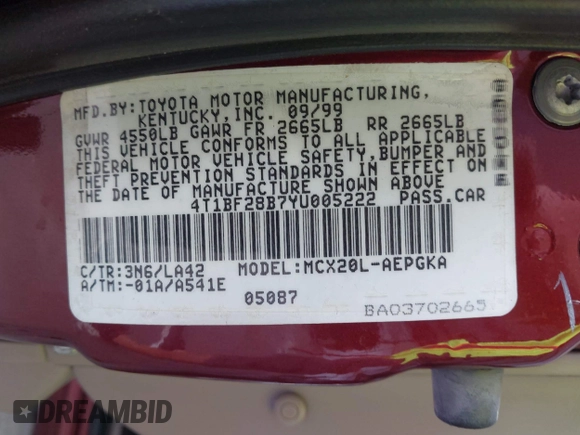 MFD.BY:TOYOTA MOTOR MANUFACTURING,
KENTUCKY,INC. 09/99
GVWR 4550LB GAWR FR 2665LB RR 2665LB
THIS VEHICLE CONFORMS TO ALL APPLICABLE
FEDERAL MOTOR VEHICLE SAFETY,BUMPER AND
THEFT PREVENTION STANDARDS IN EFFECT ON
THE DATE OF MANUFACTURE SHOWN ABOVE
4T1BF28B7YU005222 PASS.CAR
C/TR:3N6/LA42 MODEL:MCX20L-AEPGKA
A/TM:-01A/A541E
05087
BA03702665
DREAMBID